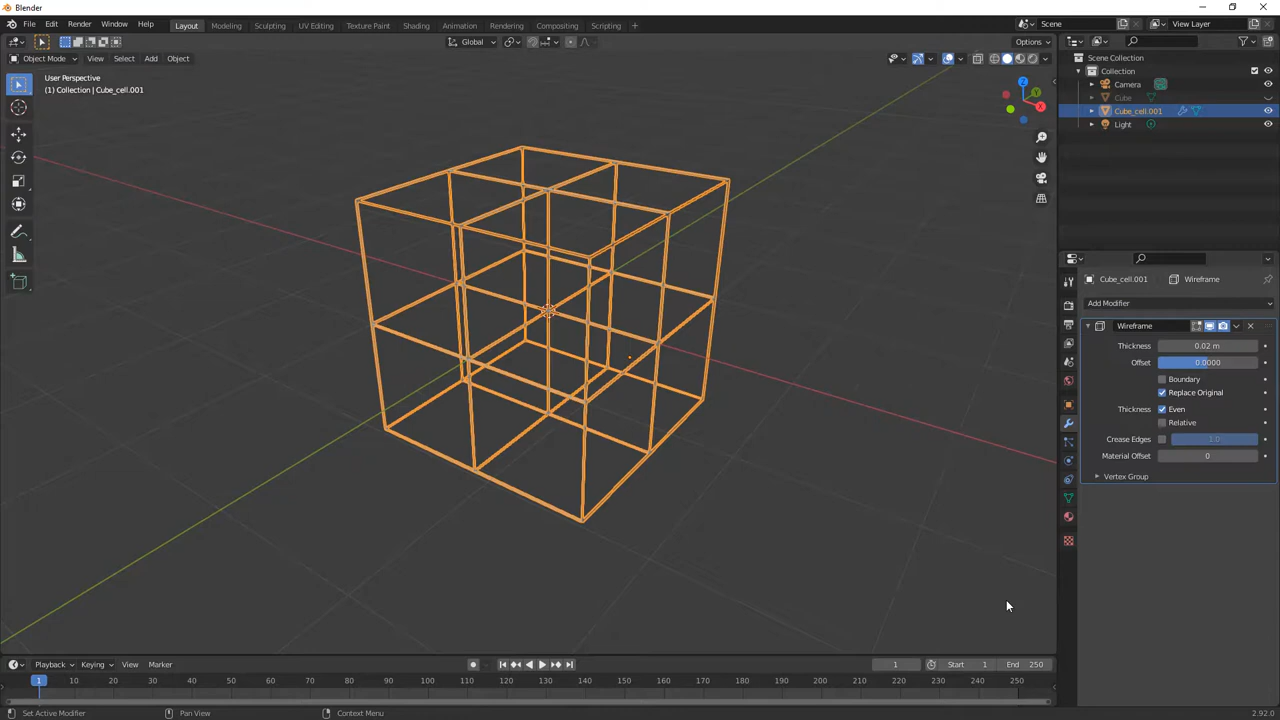 Blender
File Edit Render Window Help Layout Modeling Sculpting UV Editing Texture Paint Shading Animation Rendering Compositing Scripting + Scene View Layer
Global Options
Object Mode View Select Add Object
User Perspective
(1) Collection | Cube_cell.001
Z
Y
X
Scene Collection
Collection
Camera
Cube
Cube_cell.001
Light
Cube_cell.001 Wireframe
Add Modifier
Wireframe
Thickness 0.02 m
Offset 0.0000
Boundary
Replace Original
Thickness Even
Relative
Crease Edges 1.0
Material Offset 0
Vertex Group
Playback Keying View Marker 1 Start 1 End 250
1 10 20 30 40 50 60 70 80 90 100 110 120 130 140 150 160 170 180 190 200 210 220 230 240 250
Set Active Modifier Pan View Context Menu 2.92.0